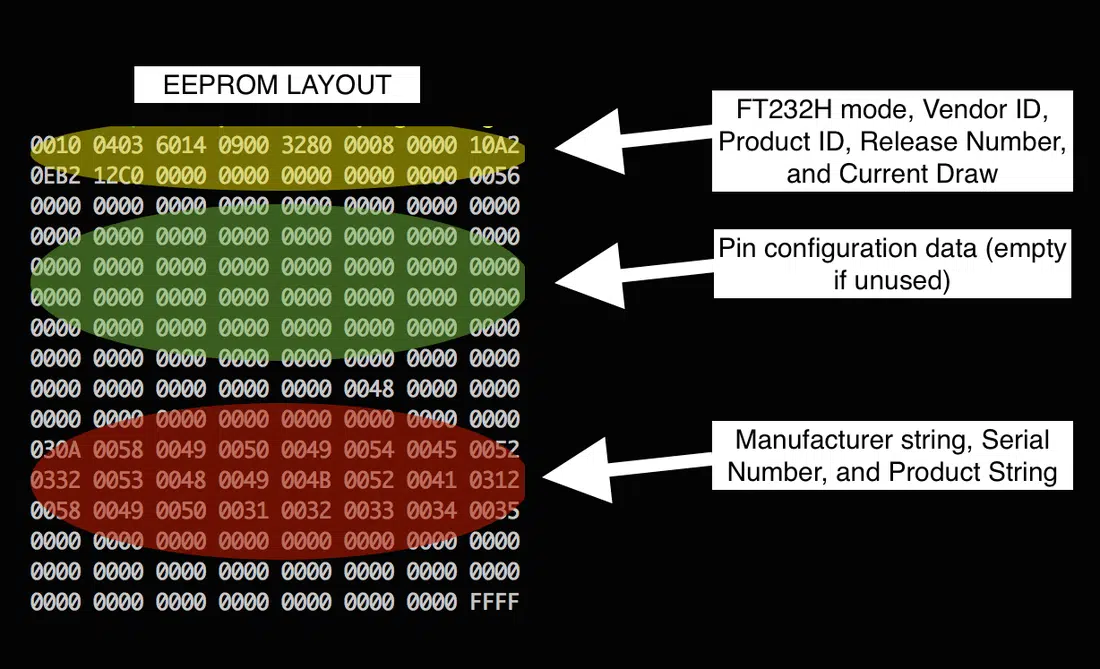 EEPROM LAYOUT
FT232H mode, Vendor ID,
Product ID, Release Number,
and Current Draw
0010 0403 6014 0900 3280 0008 0000 10A2
0EB2 12C0 0000 0000 0000 0000 0000 0056
0000 0000 0000 0000 0000 0000 0000 0000
0000 0000 0000 0000 0000 0000 0000 0000
0000 0000 0000 0000 0000 0000 0000 0000
0000 0000 0000 0000 0000 0000 0000 0000
0000 0000 0000 0000 0000 0000 0000 0000
0000 0000 0000 0000 0000 0000 0000 0000
0000 0000 0000 0000 0000 0048 0000 0000
0000 0000 0000 0000 0000 0000 0000 0000
030A 0058 0049 0050 0049 0054 0045 0052
0332 0053 0048 0049 004B 0052 0041 0312
0058 0049 0050 0031 0032 0033 0034 0035
0000 0000 0000 0000 0000 0000 0000 0000
0000 0000 0000 0000 0000 0000 0000 0000
0000 0000 0000 0000 0000 0000 0000 FFFF
Pin configuration data (empty
if unused)
Manufacturer string, Serial
Number, and Product String